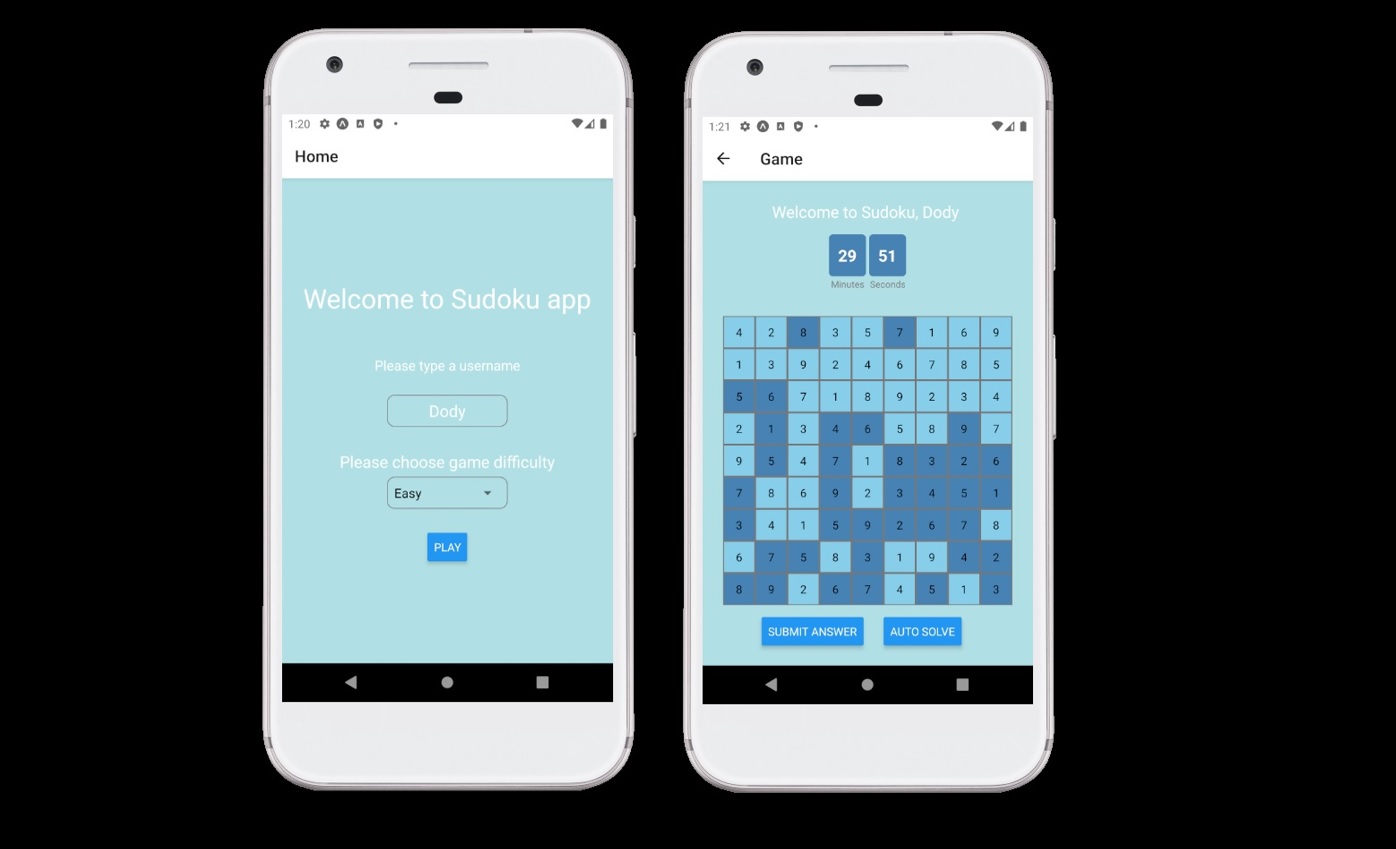 1:20
Home
Welcome to Sudoku app
Please type a username
Dody
Please choose game difficulty
Easy
PLAY
1:21
Game
Welcome to Sudoku, Dody
29 51
Minutes Seconds
4 2 8 3 5 7 1 6 9
1 3 9 2 4 6 7 8 5
5 6 7 1 8 9 2 3 4
2 1 3 4 6 5 8 9 7
9 5 4 7 1 8 3 2 6
7 8 6 9 2 3 4 5 1
3 4 1 5 9 2 6 7 8
6 7 5 8 3 1 9 4 2
8 9 2 6 7 4 5 1 3
SUBMIT ANSWER AUTO SOLVE